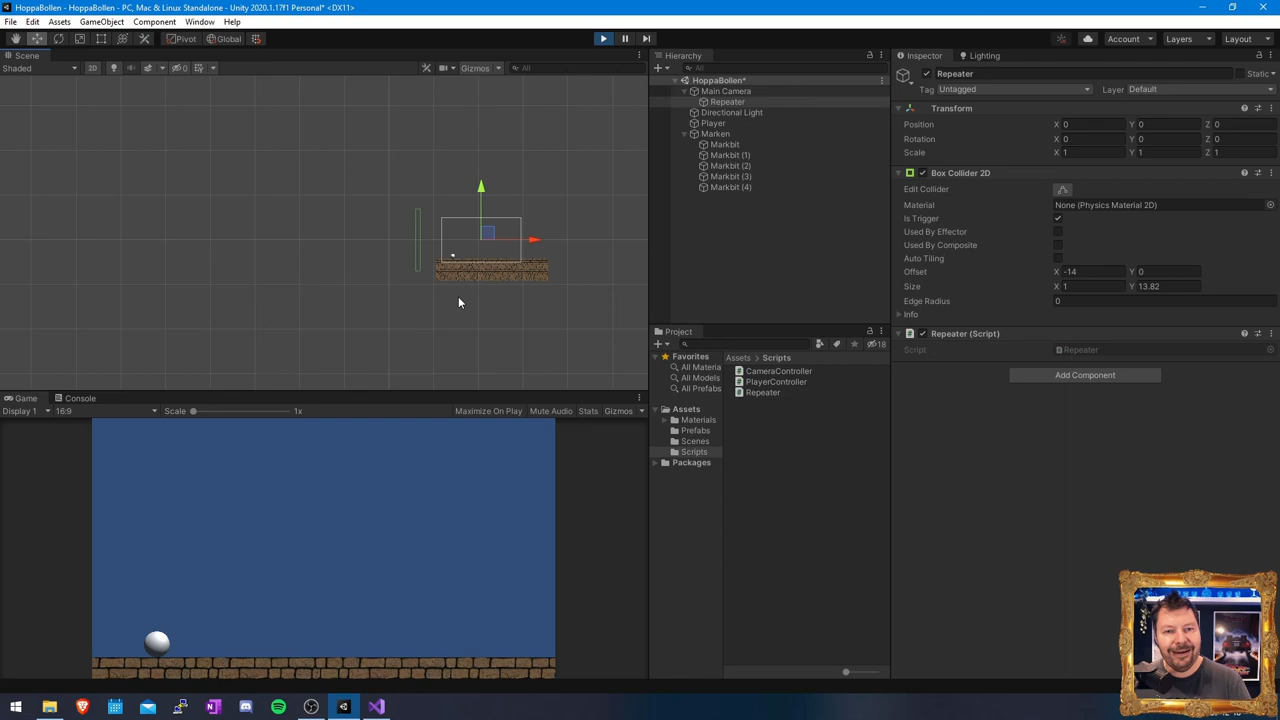 HoppaBollen - HoppaBollen - PC, Mac & Linux Standalone - Unity 2020.1.17f1 Personal* <DX11>
File Edit Assets GameObject Component Window Help
Pivot Global Account Layers Layout
Scene
Shaded 2D 0 Gizmos All
Hierarchy
All
HoppaBollen*
Main Camera
Repeater
Directional Light
Player
Marken
Markbit
Markbit (1)
Markbit (2)
Markbit (3)
Markbit (4)
Project
18
Favorites
All Materia
All Models
All Prefabs
Assets
Materials
Prefabs
Scenes
Scripts
Packages
Assets > Scripts
CameraController
PlayerController
Repeater
Game Console
Display 1 16:9 Scale 1x Maximize On Play Mute Audio Stats Gizmos
Inspector Lighting
Repeater Static
Tag Untagged Layer Default
Transform
Position X 0 Y 0 Z 0
Rotation X 0 Y 0 Z 0
Scale X 1 Y 1 Z 1
Box Collider 2D
Edit Collider
Material None (Physics Material 2D)
Is Trigger
Used By Effector
Used By Composite
Auto Tiling
Offset X -14 Y 0
Size X 1 Y 13.82
Edge Radius 0
Info
Repeater (Script)
Script Repeater
Add Component